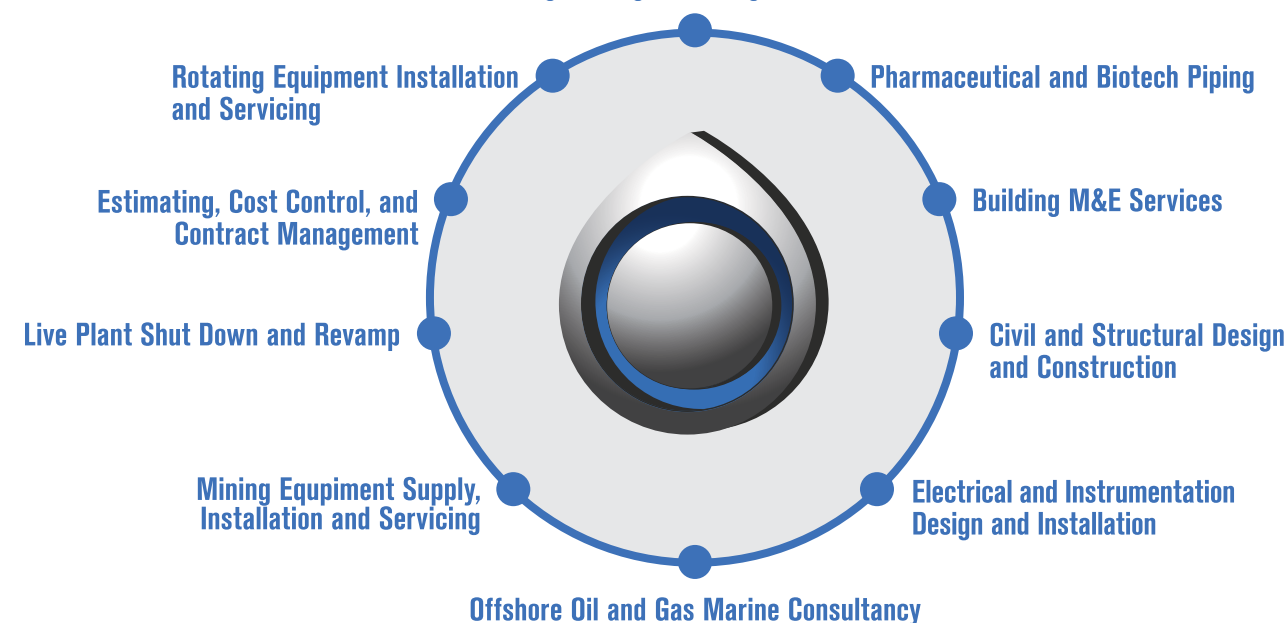 Rotating Equipment Installation
and Servicing
Pharmaceutical and Biotech Piping
Estimating, Cost Control, and
Contract Management
Building M&E Services
Live Plant Shut Down and Revamp
Civil and Structural Design
and Construction
Mining Equpiment Supply,
Installation and Servicing
Electrical and Instrumentation
Design and Installation
Offshore Oil and Gas Marine Consultancy